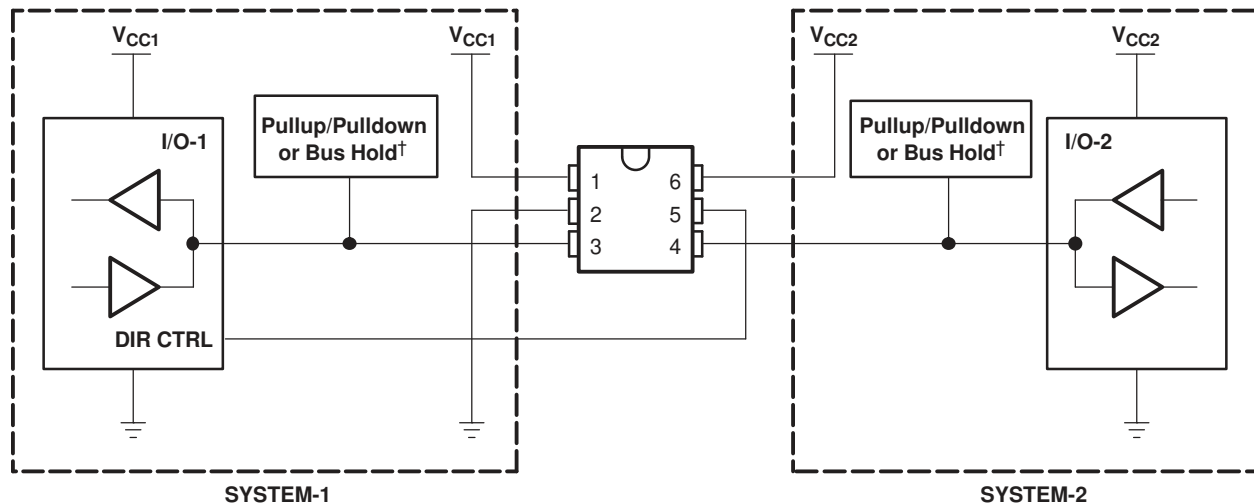 VCC1
VCC1
VCC2
VCC2
I/O-1
Pullup/Pulldown
or Bus Hold†
Pullup/Pulldown
or Bus Hold†
I/O-2
1
6
2
5
3
4
DIR CTRL
SYSTEM-1
SYSTEM-2